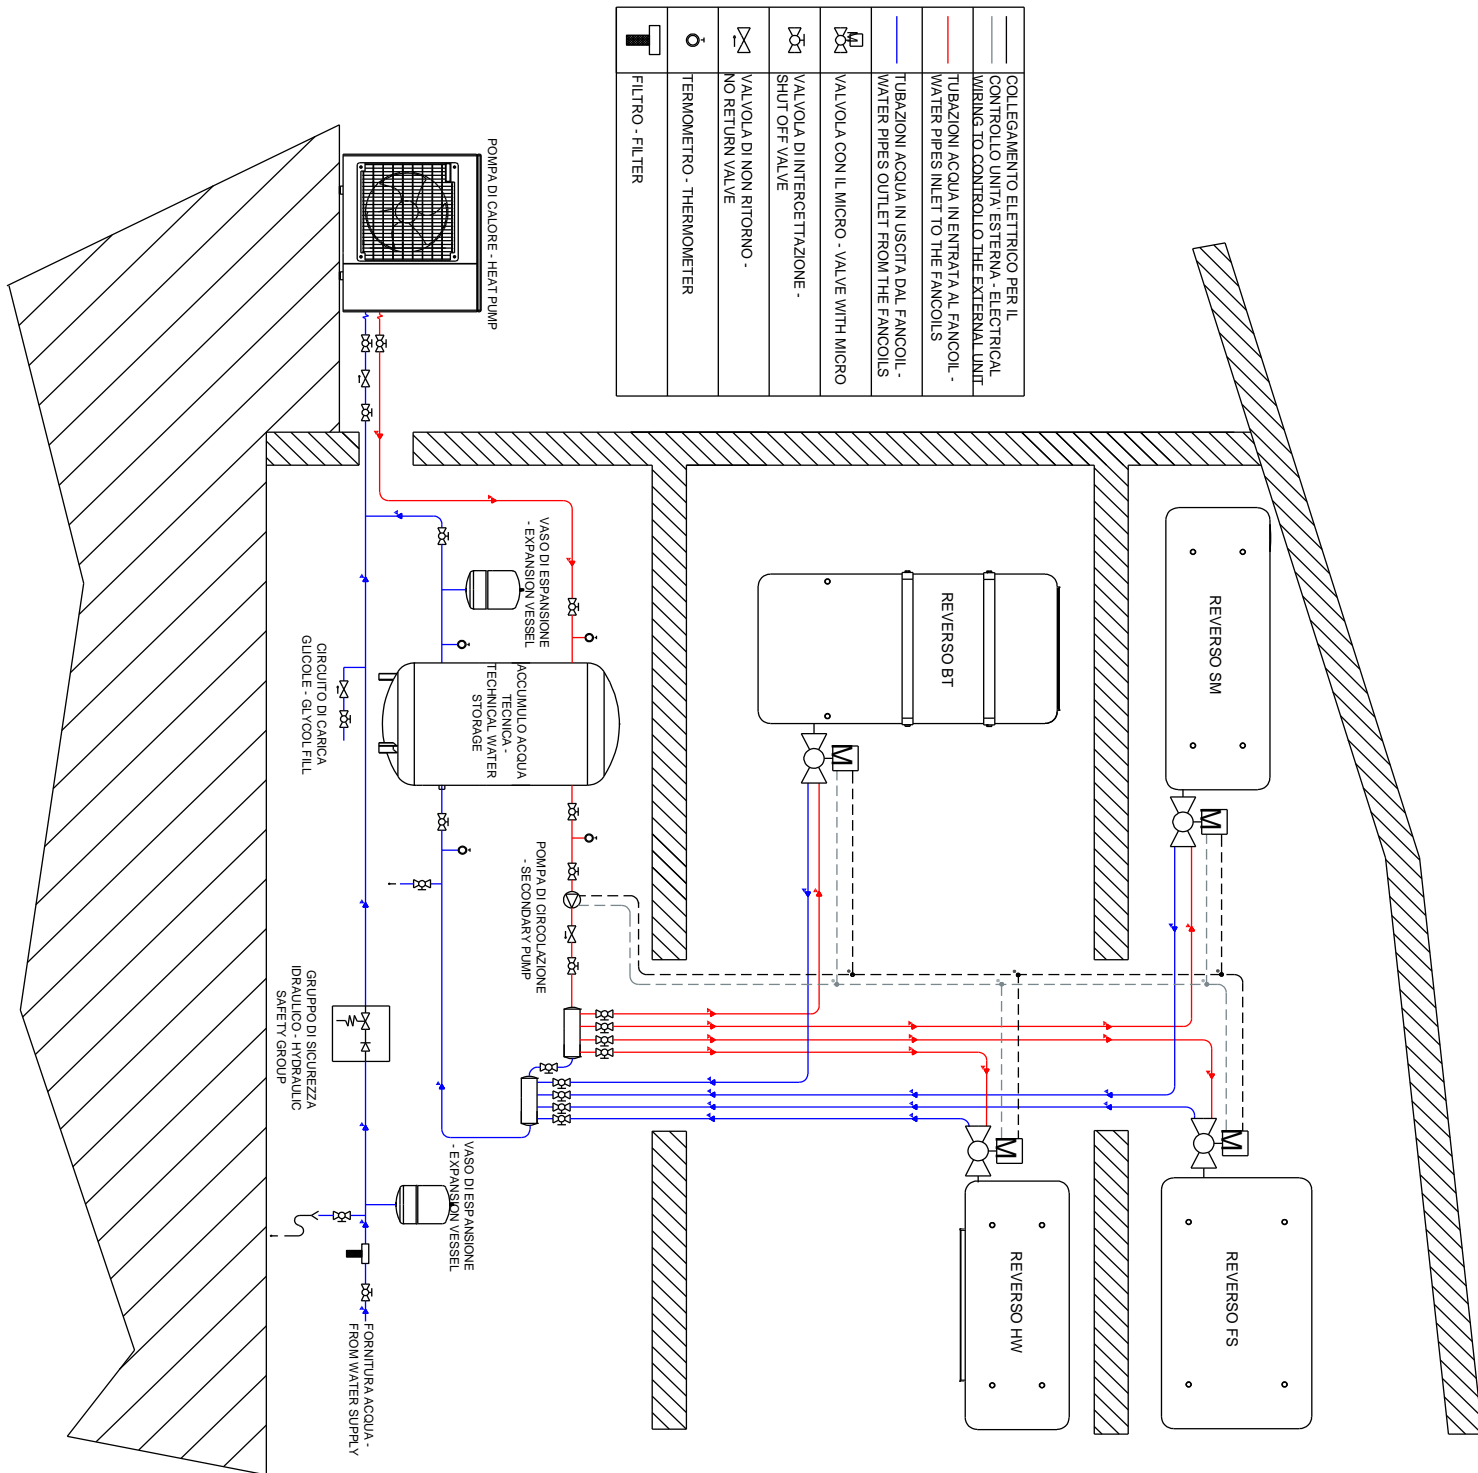 COLLEGAMENTO ELETTRICO PER IL
CONTROLLO UNITA' ESTERNA - ELECTRICAL
WIRING TO CONTROL LO THE EXTERNAL UNIT
TUBAZIONI ACQUA IN ENTRATA AL FANCOIL -
WATER PIPES INLET TO THE FANCOILS
TUBAZIONI ACQUA IN USCITA DAL FANCOIL -
WATER PIPES OUTLET FROM THE FANCOILS
M
VALVOLA CON IL MICRO - VALVE WITH MICRO
VALVOLA DI INTERCETTAZIONE -
SHUT OFF VALVE
VALVOLA DI NON RITORNO -
NO RETURN VALVE
TERMOMETRO - THERMOMETER
FILTRO - FILTER
POMPA DI CALORE - HEAT PUMP
REVERSO SM
M
REVERSO BT
M
VASO DI ESPANSIONE
- EXPANSION VESSEL
ACCUMULO ACQUA
TECNICA -
TECHNICAL WATER
STORAGE
CIRCUITO DI CARICA
GLICOLE - GLYCOL FILL
POMPA DI CIRCOLAZIONE
- SECONDARY PUMP
GRUPPO DI SICUREZZA
IDRAULICO - HYDRAULIC
SAFETY GROUP
VASO DI ESPANSIONE
- EXPANSION VESSEL
M
REVERSO HW
M
REVERSO FS
FORNITURA ACQUA -
FROM WATER SUPPLY